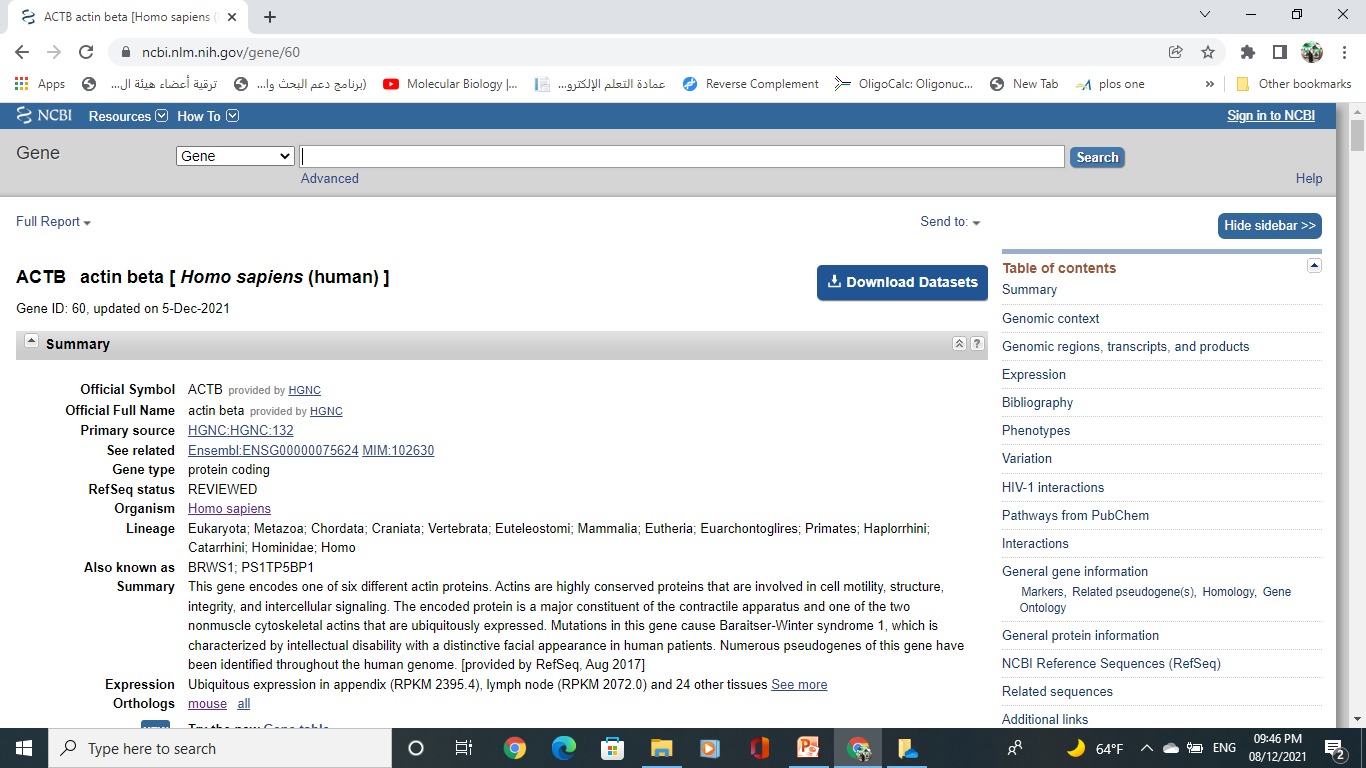 ACTB actin beta [Homo sapiens (
ncbi.nlm.nih.gov/gene/60
Apps
ترقية أعضاء هيئة ال...
(برنامج دعم البحث وا...
Molecular Biology |...
عمادة التعلم الإلكترو...
Reverse Complement
OligoCalc: Oligonuc...
New Tab
plos one
»
Other bookmarks
NCBI Resources How To Sign in to NCBI
Gene Gene Search
Advanced Help
Full Report Send to: Hide sidebar >>
ACTB actin beta [ Homo sapiens (human) ]
Download Datasets
Gene ID: 60, updated on 5-Dec-2021
Summary ?
Official Symbol ACTB provided by HGNC
Official Full Name actin beta provided by HGNC
Primary source HGNC:HGNC:132
See related Ensembl:ENSG00000075624 MIM:102630
Gene type protein coding
RefSeq status REVIEWED
Organism Homo sapiens
Lineage Eukaryota; Metazoa; Chordata; Craniata; Vertebrata; Euteleostomi; Mammalia; Eutheria; Euarchontoglires; Primates; Haplorrhini;
Catarrhini; Hominidae; Homo
Also known as BRWS1; PS1TP5BP1
Summary This gene encodes one of six different actin proteins. Actins are highly conserved proteins that are involved in cell motility, structure,
integrity, and intercellular signaling. The encoded protein is a major constituent of the contractile apparatus and one of the two
nonmuscle cytoskeletal actins that are ubiquitously expressed. Mutations in this gene cause Baraitser-Winter syndrome 1, which is
characterized by intellectual disability with a distinctive facial appearance in human patients. Numerous pseudogenes of this gene have
been identified throughout the human genome. [provided by RefSeq, Aug 2017]
Expression Ubiquitous expression in appendix (RPKM 2395.4), lymph node (RPKM 2072.0) and 24 other tissues See more
Orthologs mouse all
Try the new Gene table
Table of contents
Summary
Genomic context
Genomic regions, transcripts, and products
Expression
Bibliography
Phenotypes
Variation
HIV-1 interactions
Pathways from PubChem
Interactions
General gene information
Markers, Related pseudogene(s), Homology, Gene
Ontology
General protein information
NCBI Reference Sequences (RefSeq)
Related sequences
Additional links
Type here to search
64°F
ENG
09:46 PM
08/12/2021
2